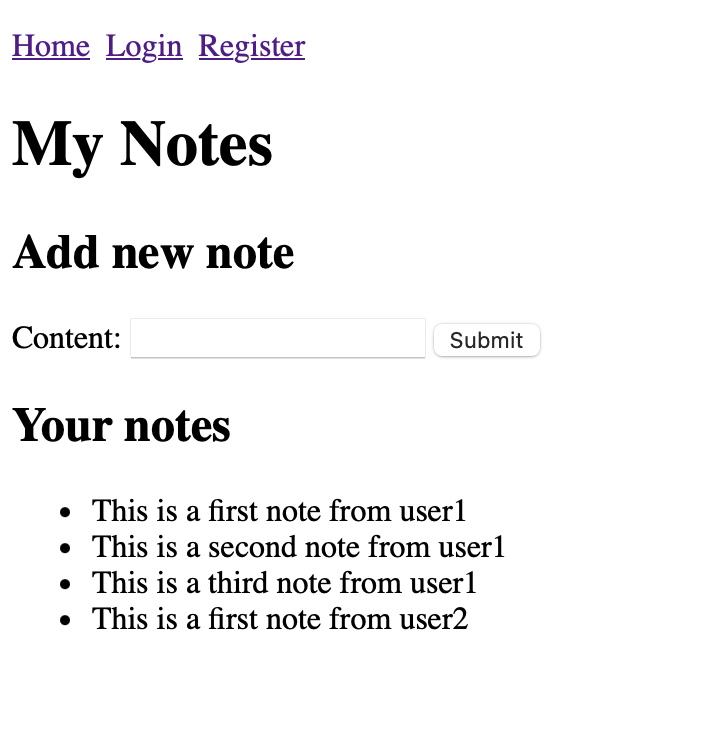 Home Login Register
My Notes
Add new note
Content: Submit
Your notes
This is a first note from user1
This is a second note from user1
This is a third note from user1
This is a first note from user2